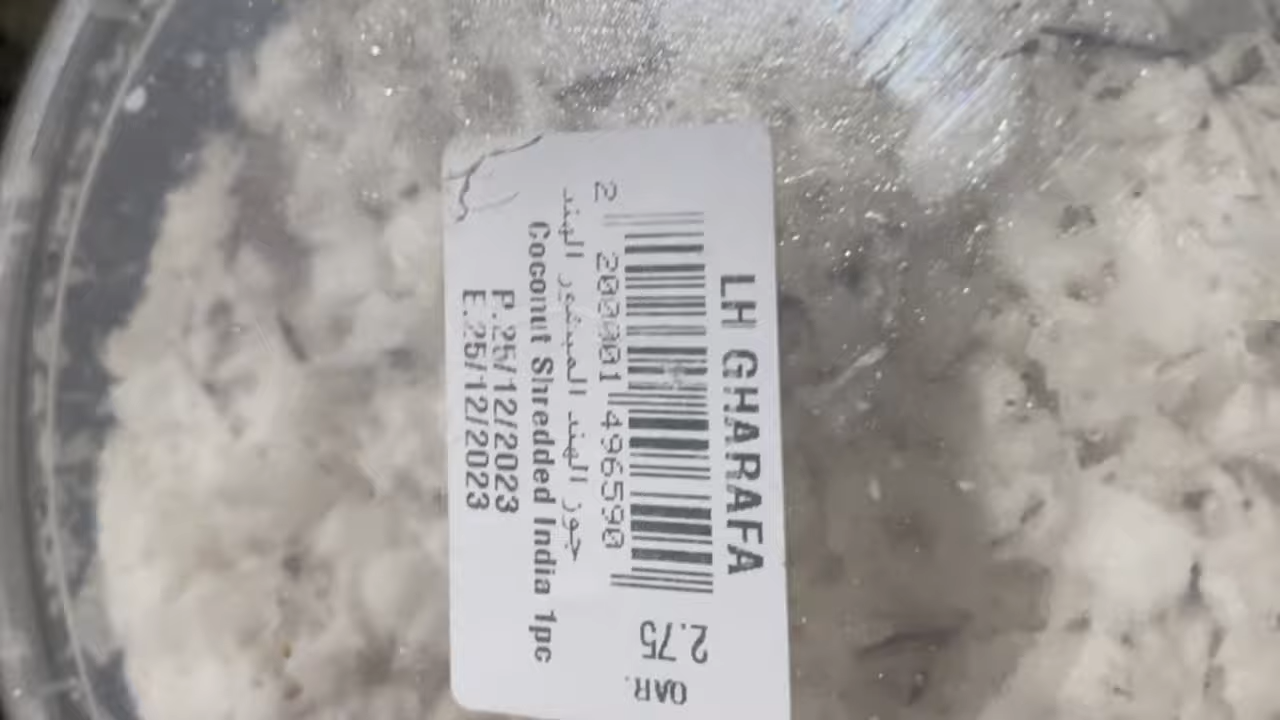 LH GHARAFA
2 200001 496590
جوز الهند المبشور الهند
Coconut Shredded India 1pc
P.25/12/2023
E.25/12/2023
QAR.
2.75